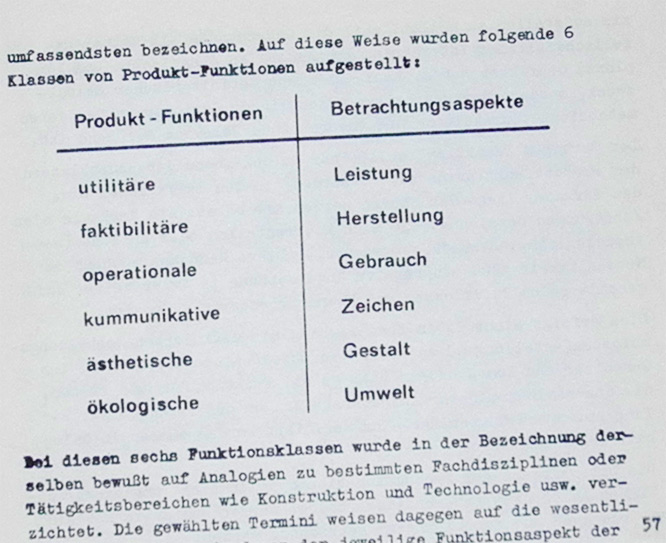 umfassendsten bezeichnen. Auf diese Weise wurden folgende 6
Klassen von Produkt-Funktionen aufgestellt:
Produkt - Funktionen Betrachtungsaspekte
utilitäre Leistung
faktibilitäre Herstellung
operationale Gebrauch
kummunikative Zeichen
ästhetische Gestalt
ökologische Umwelt
Bei diesen sechs Funktionsklassen wurde in der Bezeichnung der-
selben bewußt auf Analogien zu bestimmten Fachdisziplinen oder
Tätigkeitsbereichen wie Konstruktion und Technologie usw. ver-
zichtet. Die gewählten Termini weisen dagegen auf die wesentli-
57
jeweilige Funktionsaspekt der